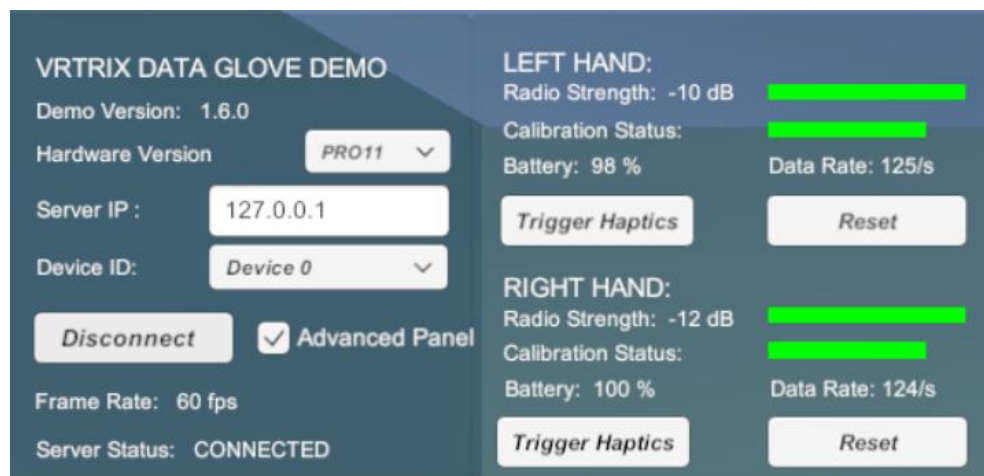 VRTRIX DATA GLOVE DEMO
Demo Version: 1.6.0
Hardware Version PRO11
Server IP : 127.0.0.1
Device ID: Device 0
Disconnect Advanced Panel
Frame Rate: 60 fps
Server Status: CONNECTED
LEFT HAND:
Radio Strength: -10 dB
Calibration Status:
Battery: 98 % Data Rate: 125/s
Trigger Haptics Reset
RIGHT HAND:
Radio Strength: -12 dB
Calibration Status:
Battery: 100 % Data Rate: 124/s
Trigger Haptics Reset